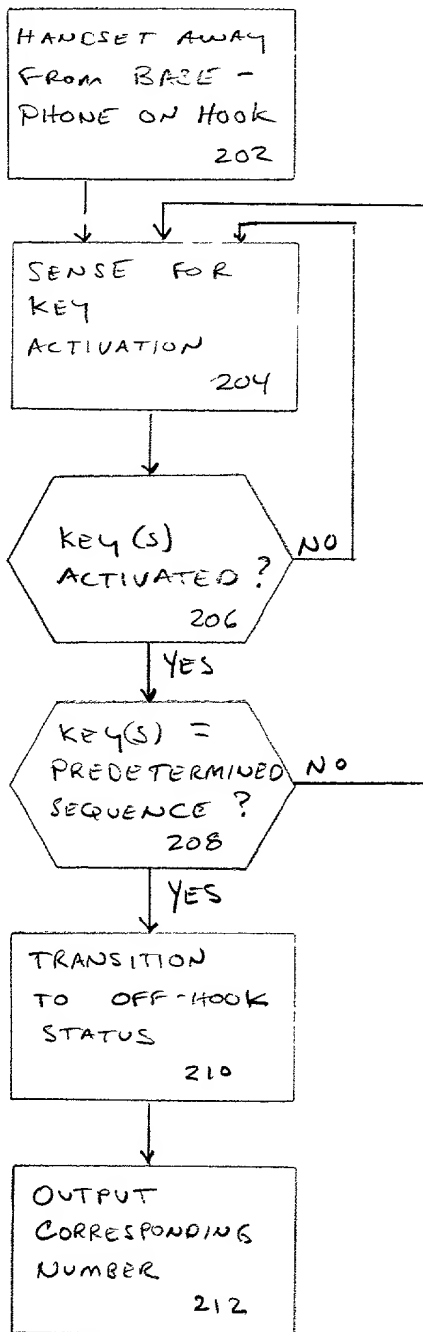 HANDSET AWAY
FROM BASE -
PHONE ON HOOK
202
SENSE FOR
KEY
ACTIVATION
204
KEY(S)
ACTIVATED?
206
NO
YES
KEY(S) =
PREDETERMINED
SEQUENCE?
208
NO
YES
TRANSITION
TO OFF-HOOK
STATUS
210
OUTPUT
CORRESPONDING
NUMBER
212